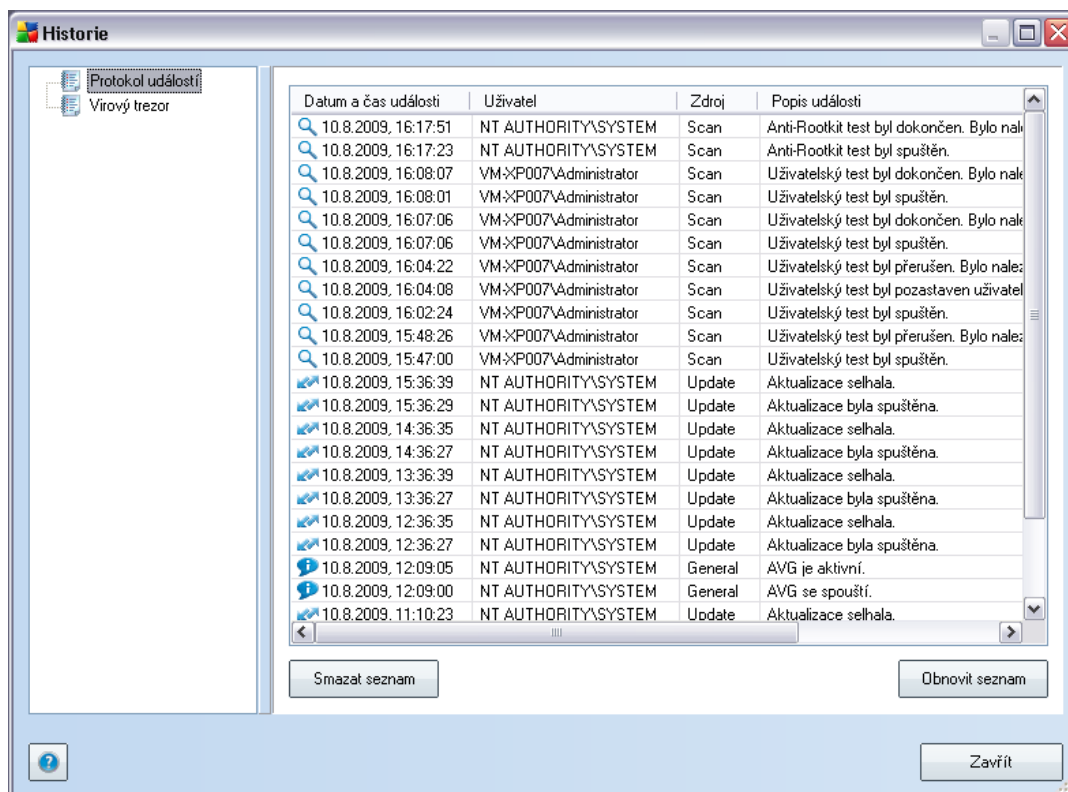 Historie
Protokol událostí
Virový trezor
Datum a čas události Uživatel Zdroj Popis události
10.8.2009, 16:17:51 NT AUTHORITY\SYSTEM Scan Anti-Rootkit test byl dokončen. Bylo
10.8.2009, 16:17:23 NT AUTHORITY\SYSTEM Scan Anti-Rootkit test byl spuštěn.
10.8.2009, 16:08:07 VM-XP007\Administrator Scan Uživatelský test byl dokončen. Bylo nale
10.8.2009, 16:08:01 VM-XP007\Administrator Scan Uživatelský test byl spuštěn.
10.8.2009, 16:07:06 VM-XP007\Administrator Scan Uživatelský test byl dokončen. Bylo nale
10.8.2009, 16:07:06 VM-XP007\Administrator Scan Uživatelský test byl spuštěn.
10.8.2009, 16:04:22 VM-XP007\Administrator Scan Uživatelský test byl přerušen. Bylo nalez
10.8.2009, 16:04:08 VM-XP007\Administrator Scan Uživatelský test byl pozastaven uživatel
10.8.2009, 16:02:24 VM-XP007\Administrator Scan Uživatelský test byl spuštěn.
10.8.2009, 15:48:26 VM-XP007\Administrator Scan Uživatelský test byl přerušen. Bylo nalez
10.8.2009, 15:47:00 VM-XP007\Administrator Scan Uživatelský test byl spuštěn.
10.8.2009, 15:36:39 NT AUTHORITY\SYSTEM Update Aktualizace selhala.
10.8.2009, 15:36:29 NT AUTHORITY\SYSTEM Update Aktualizace byla spuštěna.
10.8.2009, 14:36:35 NT AUTHORITY\SYSTEM Update Aktualizace selhala.
10.8.2009, 14:36:27 NT AUTHORITY\SYSTEM Update Aktualizace byla spuštěna.
10.8.2009, 13:36:39 NT AUTHORITY\SYSTEM Update Aktualizace selhala.
10.8.2009, 13:36:27 NT AUTHORITY\SYSTEM Update Aktualizace byla spuštěna.
10.8.2009, 12:36:35 NT AUTHORITY\SYSTEM Update Aktualizace selhala.
10.8.2009, 12:36:27 NT AUTHORITY\SYSTEM Update Aktualizace byla spuštěna.
10.8.2009, 12:09:05 NT AUTHORITY\SYSTEM General AVG je aktivní.
10.8.2009, 12:09:00 NT AUTHORITY\SYSTEM General AVG se spouští.
10.8.2009, 11:10:23 NT AUTHORITY\SYSTEM Update Aktualizace selhala.
Smazat seznam Obnovit seznam
Zavřít